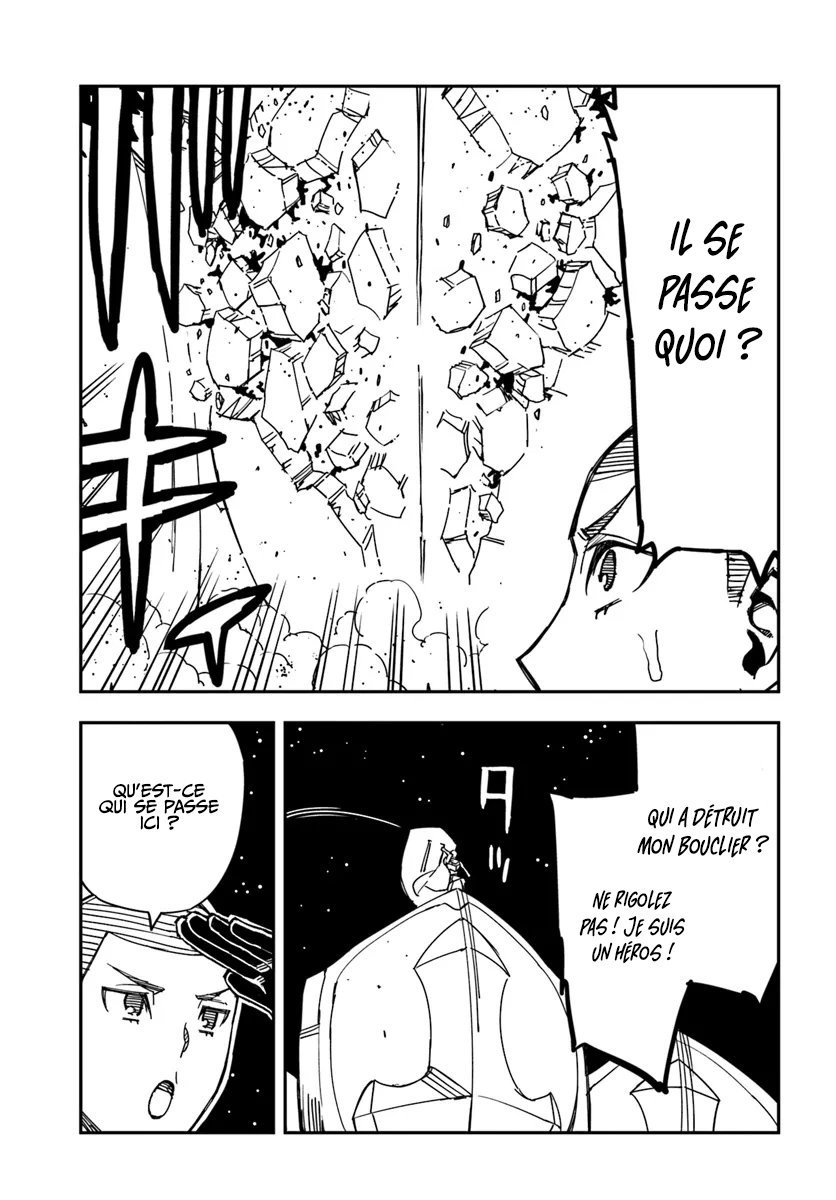 IL SE
PASSE
QUOI ?
QUI A DÉTRUIT
MON BOUCLIER ?
NE RIGOLEZ
PAS ! JE SUIS
UN HÉROS !
QU'EST-CE
QUI SE PASSE
ICI ?